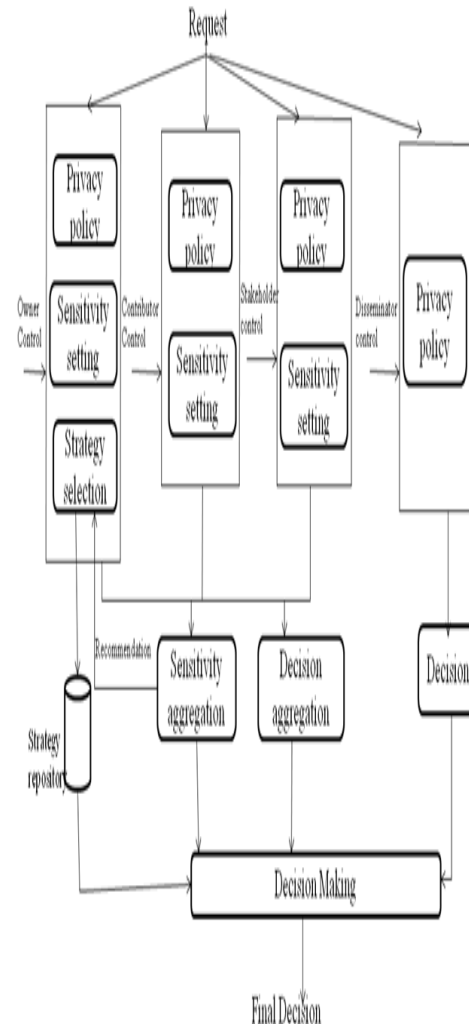 Request
Privacy
policy
Sensitivity
setting
Strategy
selection
Owner
Control
Privacy
policy
Sensitivity
setting
Contributor
Control
Privacy
policy
Sensitivity
setting
Stakeholder
control
Privacy
policy
Disseminator
control
Recommendation
Sensitivity
aggregation
Decision
aggregation
Decision
Strategy
repository
Decision Making
Final Decision